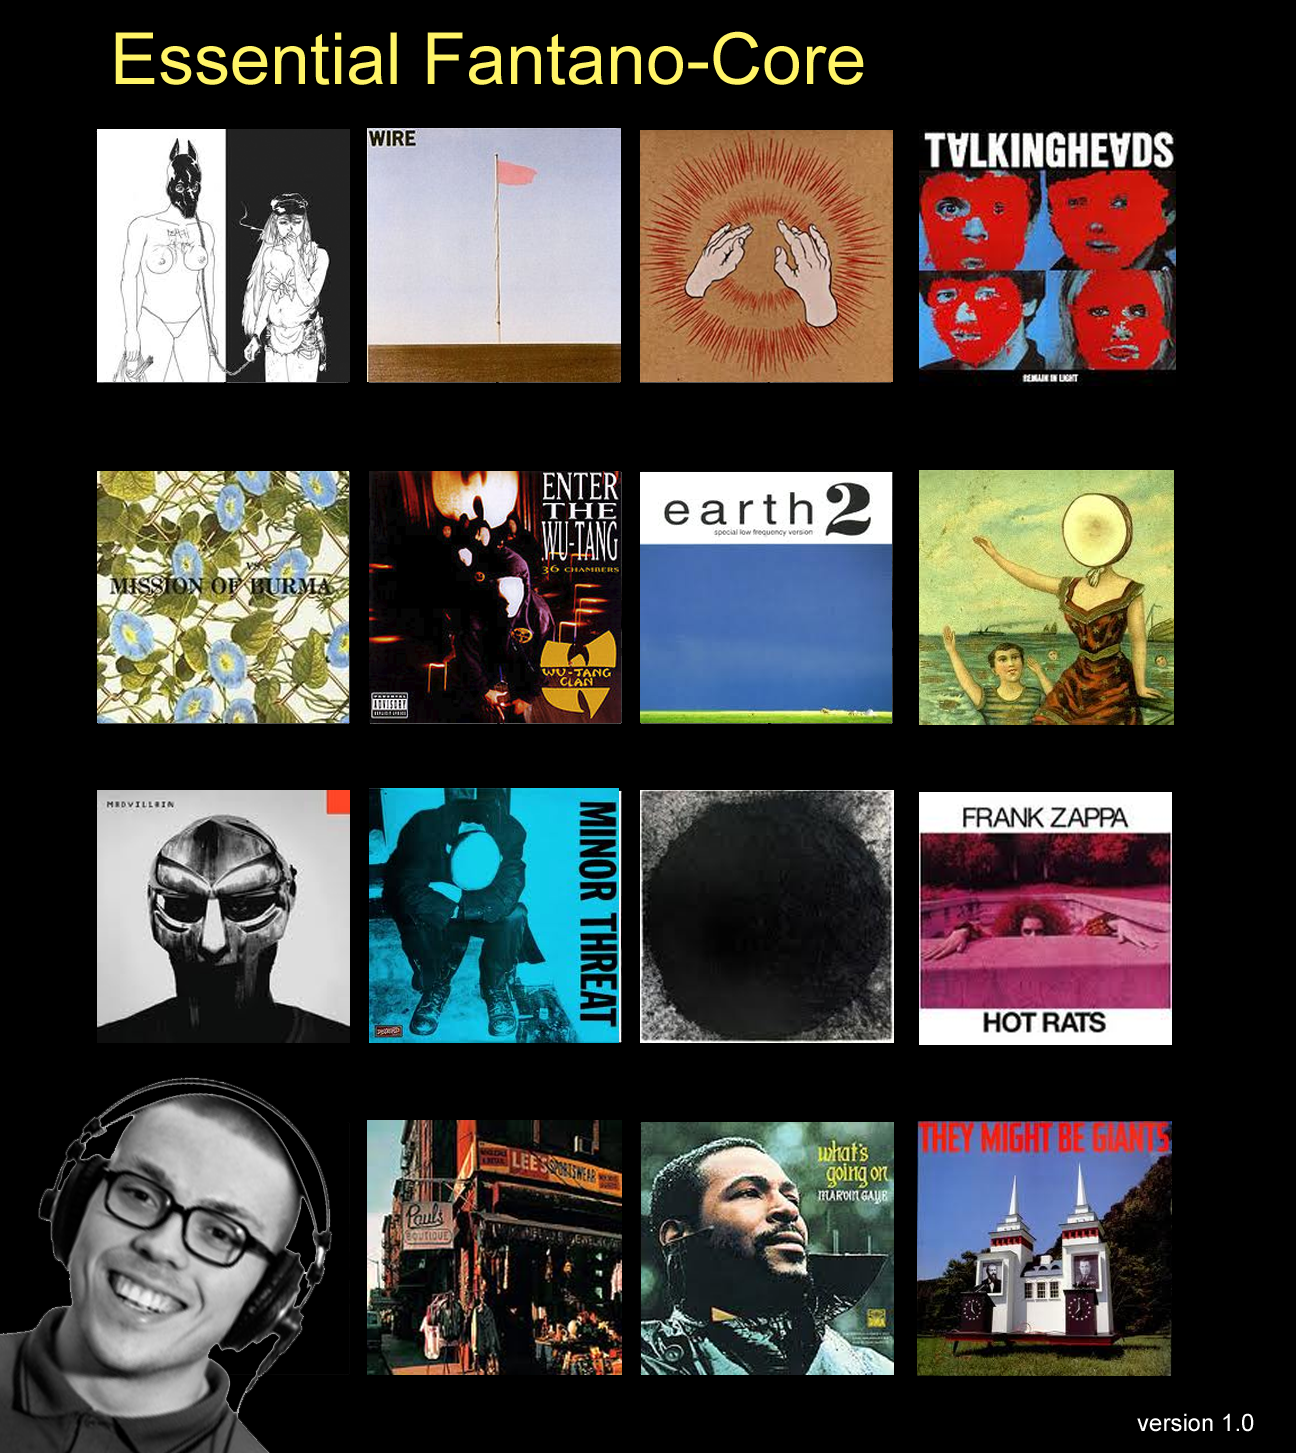 Essential Fantano-Core
WIRE
TALKINGHEADS
REMAIN IN LIGHT
vs.
MISSION OF BURMA
ENTER
THE
WU-TANG
36 CHAMBERS
WU-TANG
CLAN
PARENTAL
ADVISORY
EXPLICIT LYRICS
earth 2
special low frequency version
MADVILLAIN
MINOR THREAT
FRANK ZAPPA
HOT RATS
LEE'S SPORTSWEAR
Paul's
BOUTIQUE
what's
going on
MARVIN GAYE
THEY MIGHT BE GIANTS
version 1.0